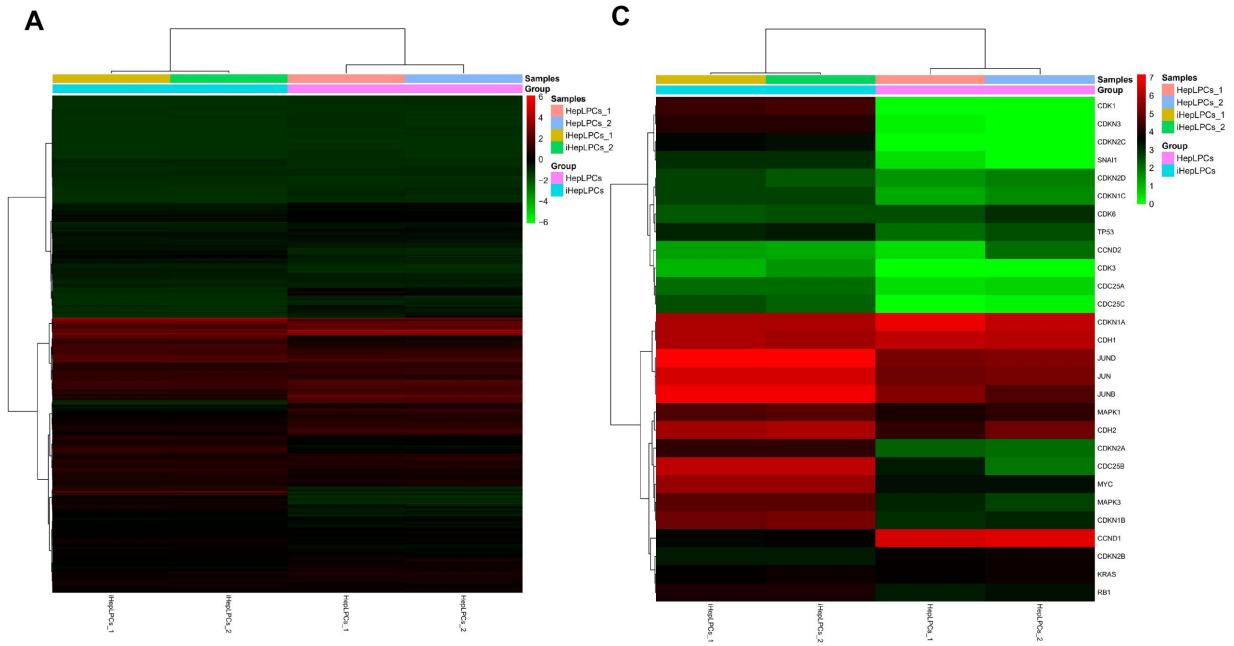 A
Samples
Group
6
4
2
0
−2
−4
−6
Samples
HepLPCs_1
HepLPCs_2
iHepLPCs_1
iHepLPCs_2
Group
HepLPCs
iHepLPCs
iHepLPCs_1
iHepLPCs_2
HepLPCs_1
HepLPCs_2
C
Samples
Group
7
6
5
4
3
2
1
0
Samples
HepLPCs_1
HepLPCs_2
iHepLPCs_1
iHepLPCs_2
Group
HepLPCs
iHepLPCs
CDK1
CDKN3
CDKN2C
SNAI1
CDKN2D
CDKN1C
CDK6
TP53
CCND2
CDK3
CDC25A
CDC25C
CDKN1A
CDH1
JUND
JUN
JUNB
MAPK1
CDH2
CDKN2A
CDC25B
MYC
MAPK3
CDKN1B
CCND1
CDKN2B
KRAS
RB1
iHepLPCs_1
iHepLPCs_2
HepLPCs_1
HepLPCs_2